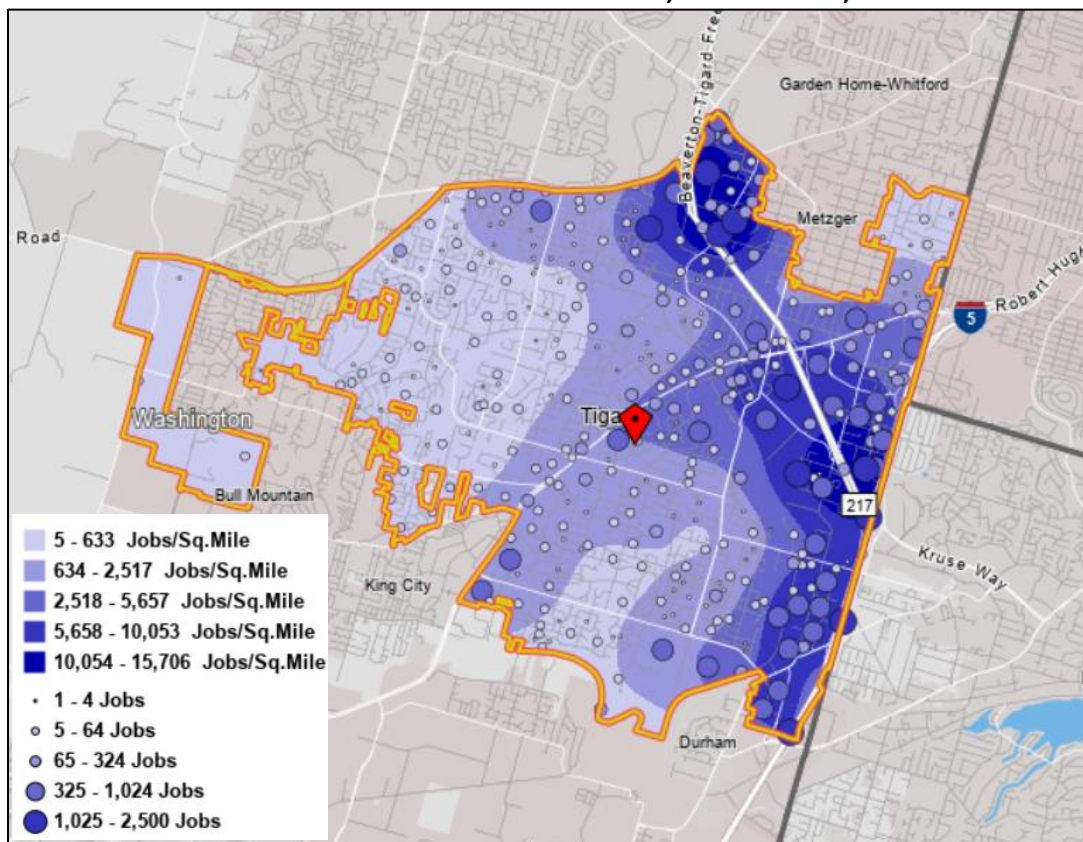 Beaverton-Tigard-Free
Garden Home-Whitford
Metzger
Road
Robert Hug
5
Washington
Bull Mountain
217
Kruse Way
King City
Durham
5 - 633 Jobs/Sq.Mile
634 - 2,517 Jobs/Sq.Mile
2,518 - 5,657 Jobs/Sq.Mile
5,658 - 10,053 Jobs/Sq.Mile
10,054 - 15,706 Jobs/Sq.Mile
1 - 4 Jobs
5 - 64 Jobs
65 - 324 Jobs
325 - 1,024 Jobs
1,025 - 2,500 Jobs